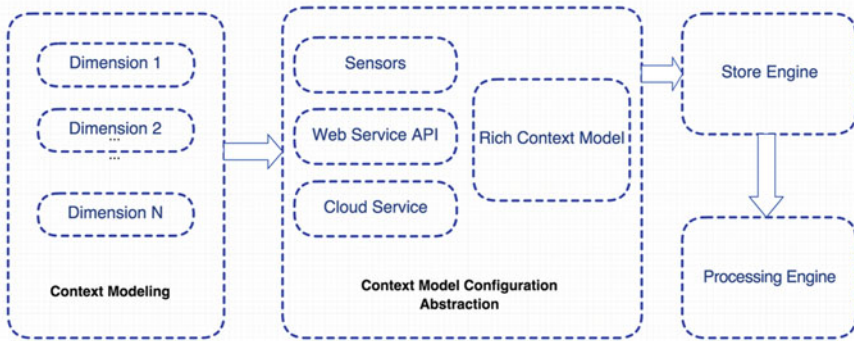 Dimension 1
Dimension 2
...
...
Dimension N
Context Modeling
Sensors
Web Service API
Cloud Service
Rich Context Model
Context Model Configuration
Abstraction
Store Engine
Processing Engine